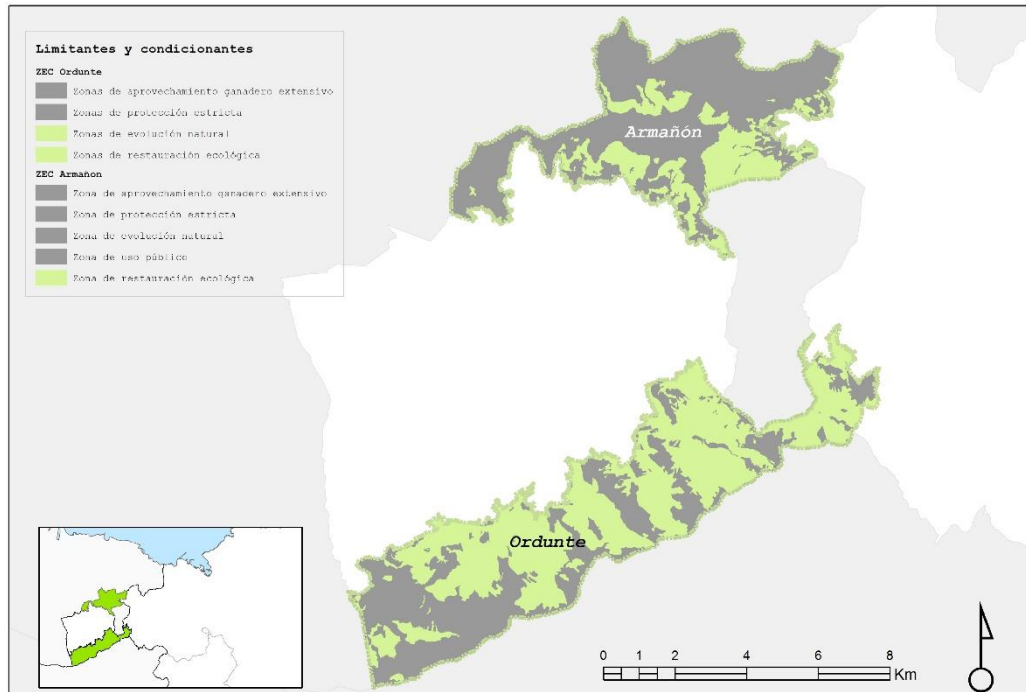 Limitantes y condicionantes
ZEC Ordunte
Zonas de aprovechamiento ganadero extensivo
Zonas de protección estricta
Zonas de evolución natural
Zonas de restauración ecológica
ZEC Armañon
Zona de aprovechamiento ganadero extensivo
Zona de protección estricta
Zona de evolución natural
Zona de uso público
Zona de restauración ecológica
Armañón
Ordunte
0 1 2 4 6 8
Km